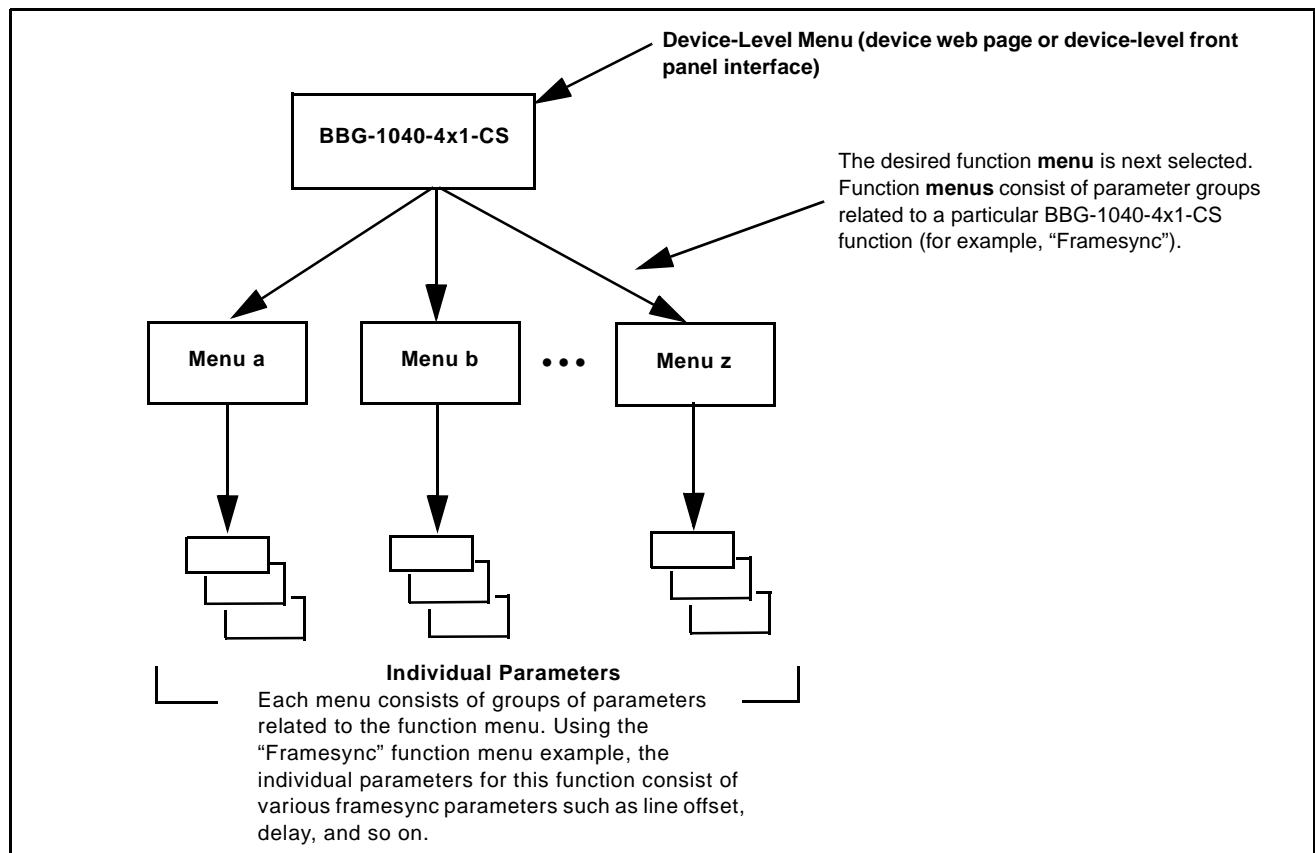 Device-Level Menu (device web page or device-level front
panel interface)
BBG-1040-4x1-CS
The desired function menu is next selected.
Function menus consist of parameter groups
related to a particular BBG-1040-4x1-CS
function (for example, “Framesync”).
Menu a
Menu b
•••
Menu z
Individual Parameters
Each menu consists of groups of parameters
related to the function menu. Using the
“Framesync” function menu example, the
individual parameters for this function consist of
various framesync parameters such as line offset,
delay, and so on.